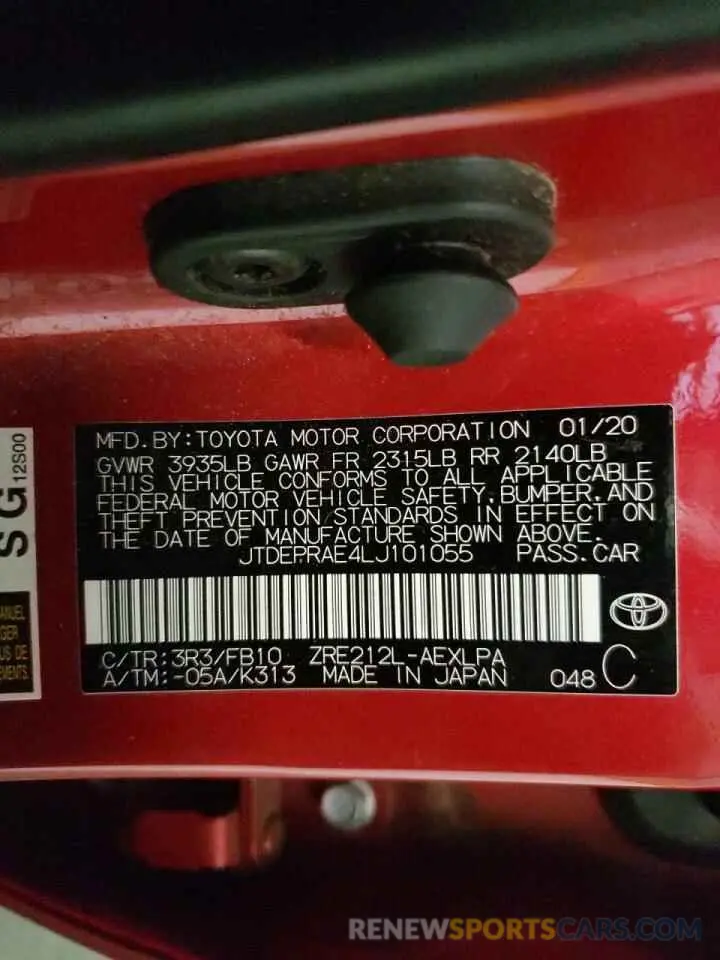 MFD. BY: TOYOTA MOTOR CORPORATION 01/20
GVWR 3935LB GAWR FR 2315LB RR 2140LB
THIS VEHICLE CONFORMS TO ALL APPLICABLE
FEDERAL MOTOR VEHICLE SAFETY, BUMPER, AND
THEFT PREVENTION STANDARDS IN EFFECT ON
THE DATE OF MANUFACTURE SHOWN ABOVE.
JTDEPRAE4LJ101055 PASS. CAR
C/TR: 3R3/FB10 ZRE212L-AEXLPA
A/TM: -05A/K313 MADE IN JAPAN 048 C
SG
12S00
RENEWSPORTSCARS.COM